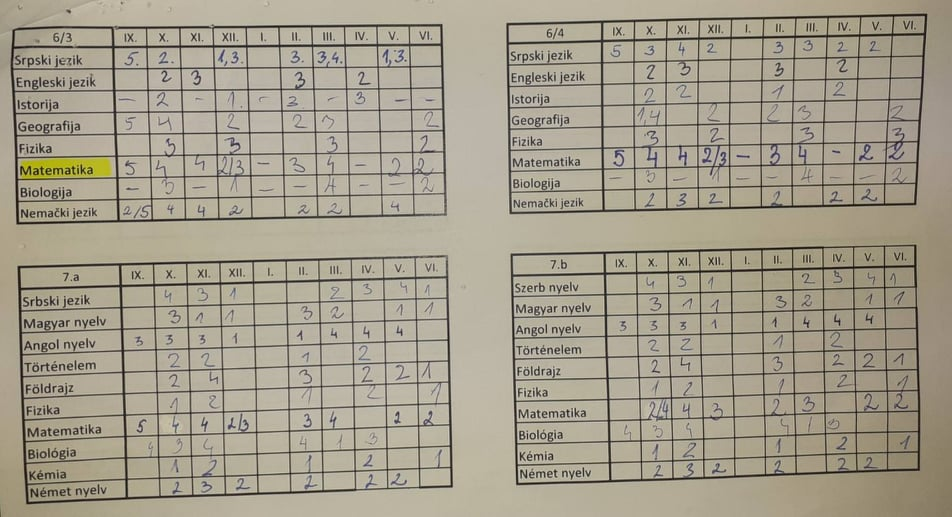 6/3 IX. X. XI. XII. I. II. III. IV. V. VI.
Srpski jezik 5. 2. 1,3. 3. 3,4. 1,3.
Engleski jezik 2 3 3 2
Istorija — 2 - 1. - 3. - 3 - -
Geografija 5 4 2 2 3 2
Fizika 3 3 3 2
Matematika 5 4 4 2/3 — 3 4 - 2 2
Biologija — 3 — 1 — — 4 — — 2
Nemački jezik 2/5 4 4 2 2 2 4
6/4 IX. X. XI. XII. I. II. III. IV. V. VI.
Srpski jezik 5 3 4 2 3 3 2 2
Engleski jezik 2 3 3 2
Istorija 2 2 1 2
Geografija 1,4 2 2 3 2
Fizika 3 2 3 3
Matematika 5 4 4 2/3 — 3 4 - 2 2
Biologija — 3 — 1 — — 4 — — 2
Nemački jezik 2 3 2 2 2 2
7.a IX. X. XI. XII. I. II. III. IV. V. VI.
Srbski jezik 4 3 1 2 3 4 1
Magyar nyelv 3 1 1 3 2 1 1
Angol nyelv 3 3 3 1 1 4 4 4
Történelem 2 2 1 2
Földrajz 2 4 3 2 2 1
Fizika 1 2 1 2 1
Matematika 5 4 4 2/3 3 4 2 2
Biológia 4 3 4 4 1 3
Kémia 1 2 1 2 1
Német nyelv 2 3 2 2 2 2
7.b IX. X. XI. XII. I. II. III. IV. V. VI.
Szerb nyelv 4 3 1 2 3 4 1
Magyar nyelv 3 1 1 3 2 1 1
Angol nyelv 3 3 3 1 1 4 4 4
Történelem 2 2 1 2
Földrajz 2 4 3 2 2 1
Fizika 1 2 1 2 1
Matematika 2/4 4 3 2 3 2 2
Biológia 4 3 4 4 1 3
Kémia 1 2 1 2 1
Német nyelv 2 3 2 2 2 2